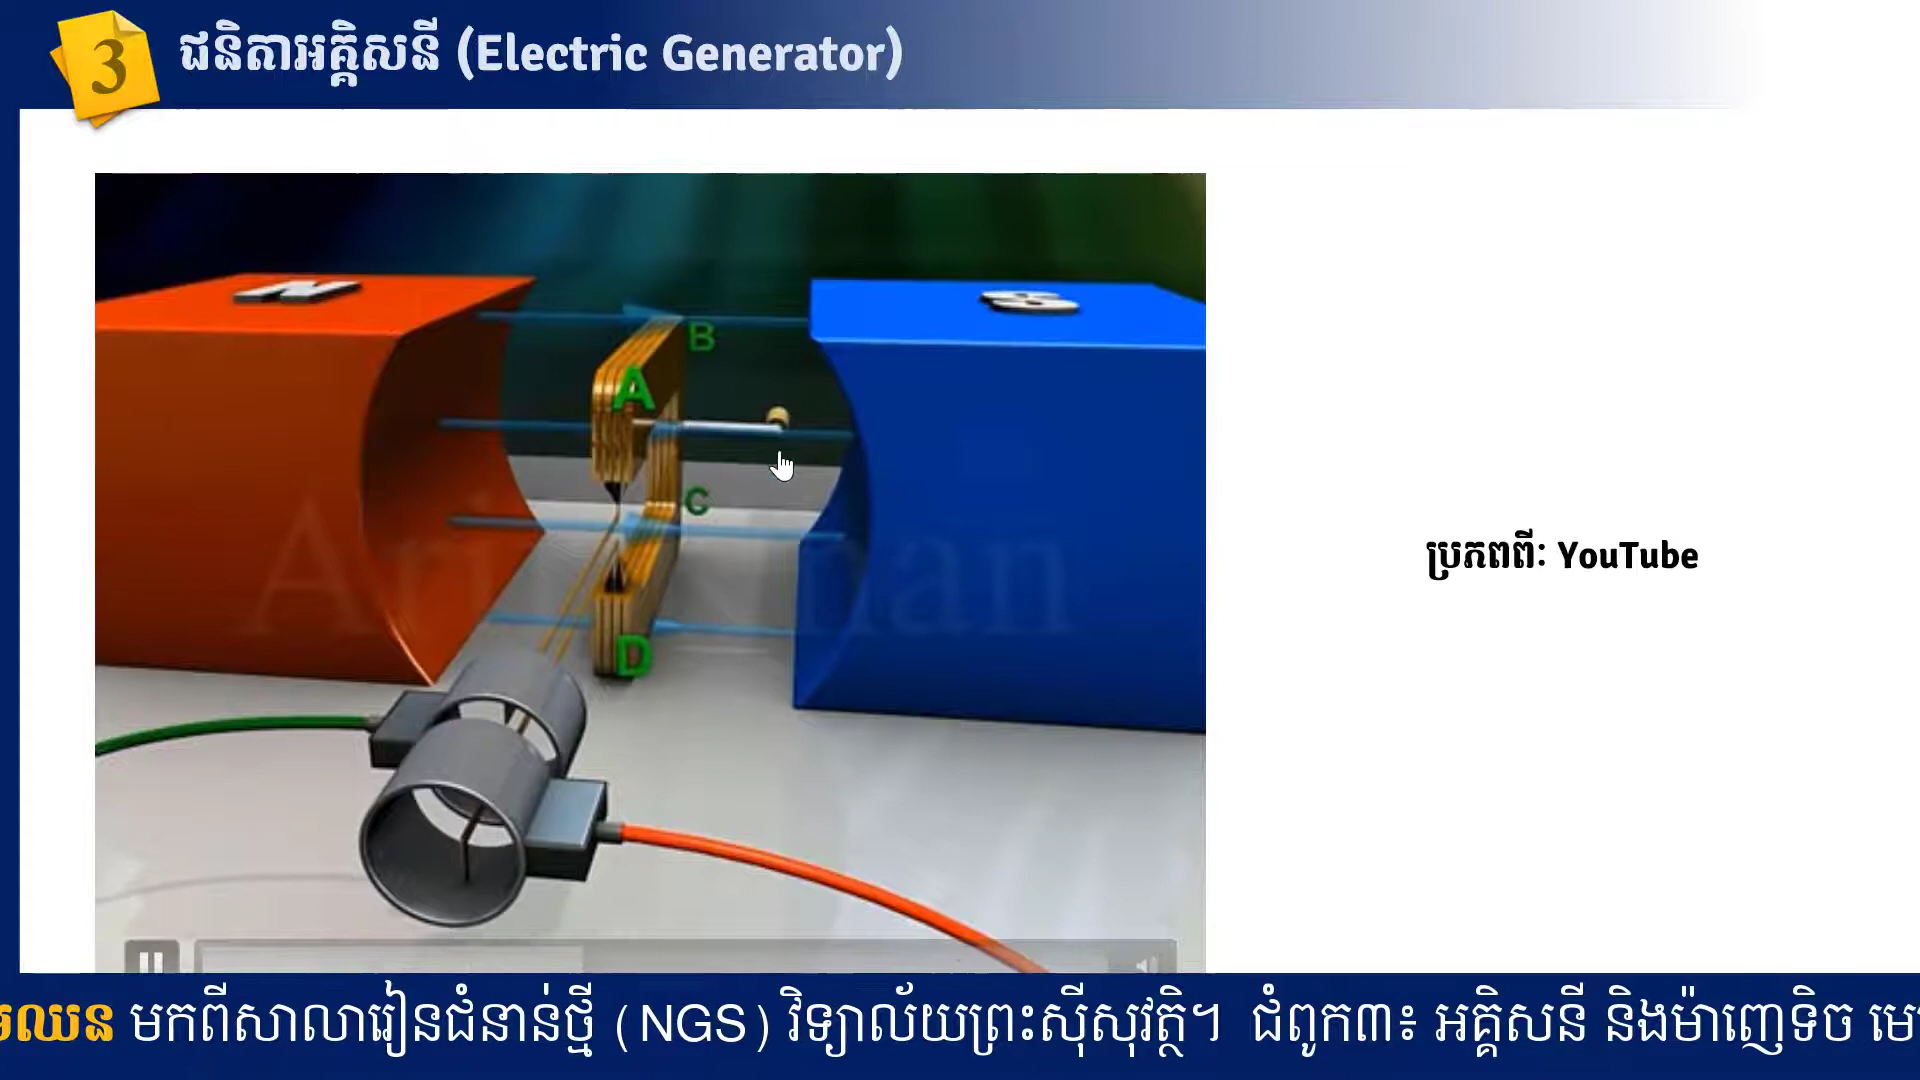 3
ជនិតាអគ្គិសនី (Electric Generator)
N
S
B
A
C
D
ប្រភពពី: YouTube
មកពីសាលារៀនជំនាន់ថ្មី (NGS) វិទ្យាល័យព្រះស៊ីសុវត្ថិ។ ជំពូក៣៖ អគ្គិសនី និងម៉ាញេទិច